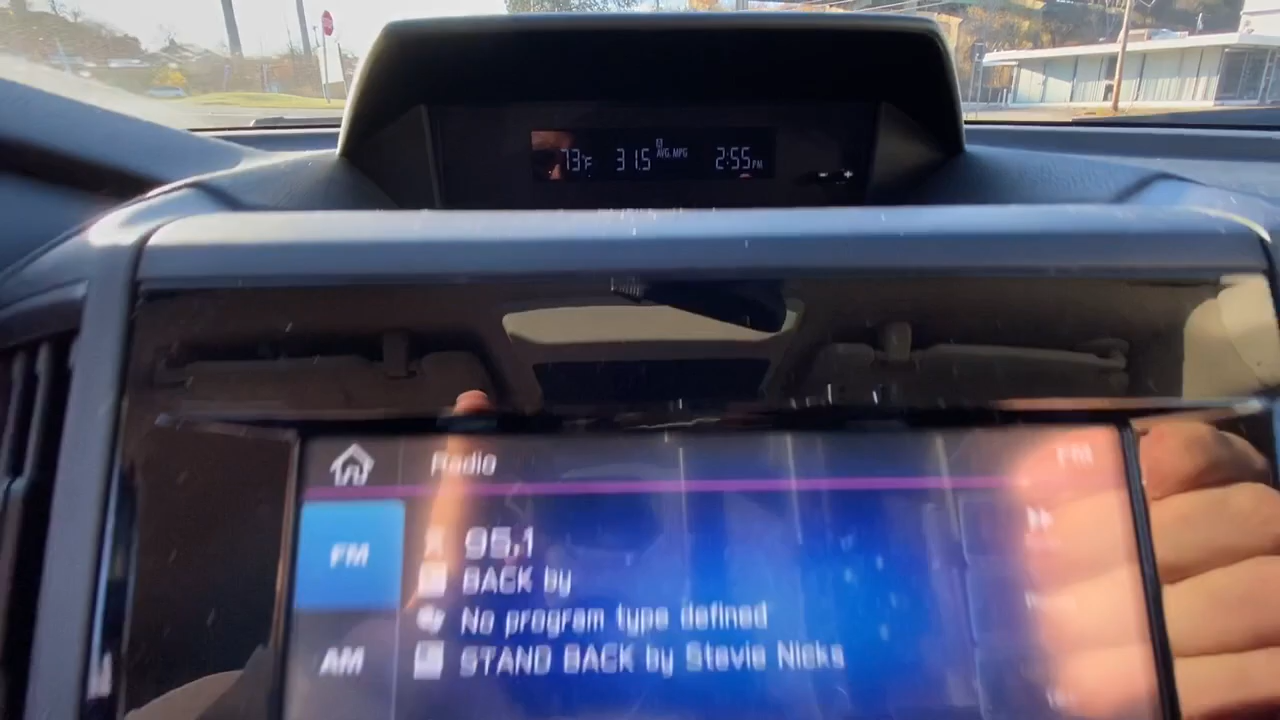 73°F 31.5 AVG. MPG 2:55 PM
- +
Radio FM
FM
95.1
BACK by
No program type defined
AM
STAND BACK by Stevie Nicks